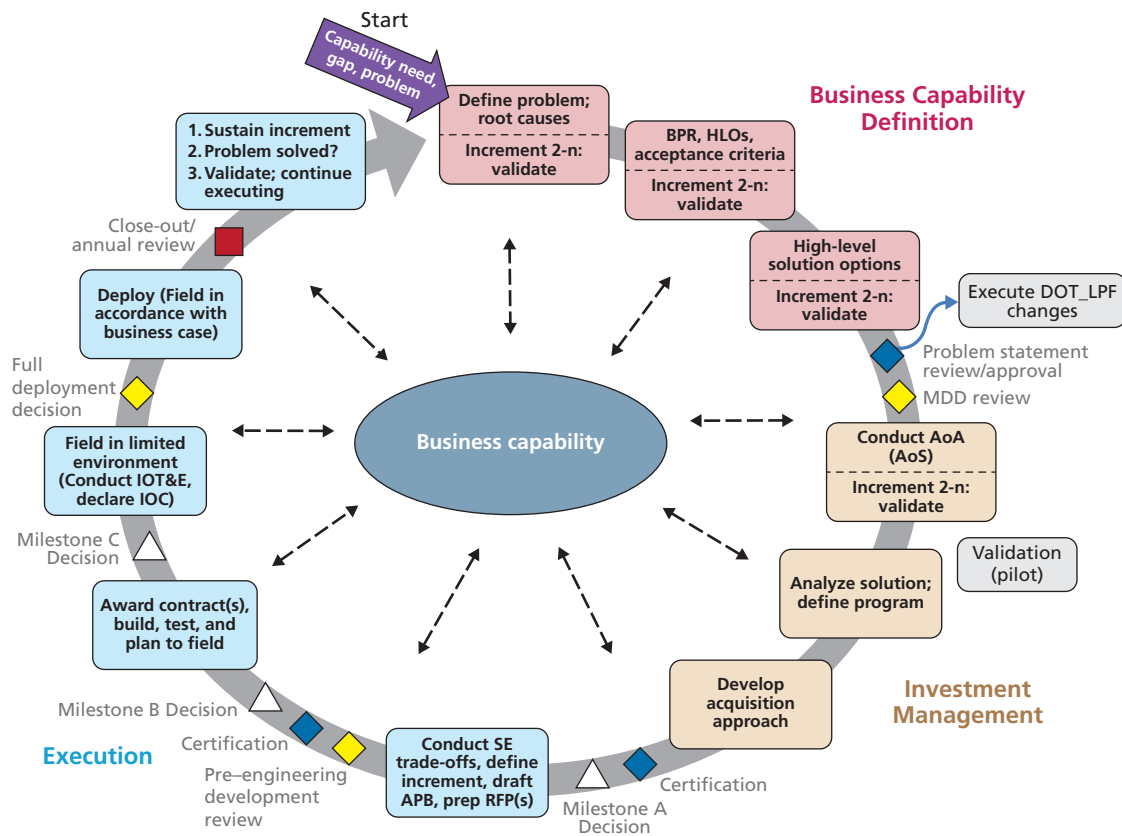 Start
Capability need,
gap, problem
Define problem;
root causes
Increment 2-n:
validate
Business Capability
Definition
BPR, HLOs,
acceptance criteria
Increment 2-n:
validate
High-level
solution options
Increment 2-n:
validate
Execute DOT_LPF
changes
Problem statement
review/approval
MDD review
Conduct AoA
(AoS)
Increment 2-n:
validate
Validation
(pilot)
Analyze solution;
define program
Investment
Management
Develop
acquisition
approach
Certification
Milestone A
Decision
Conduct SE
trade-offs, define
increment, draft
APB, prep RFP(s)
Pre–engineering
development
review
Certification
Milestone B Decision
Execution
Award contract(s),
build, test, and
plan to field
Milestone C
Decision
Field in limited
environment
(Conduct IOT&E,
declare IOC)
Full
deployment
decision
Deploy (Field in
accordance with
business case)
Close-out/
annual review
1. Sustain increment
2. Problem solved?
3. Validate; continue
executing
Business capability